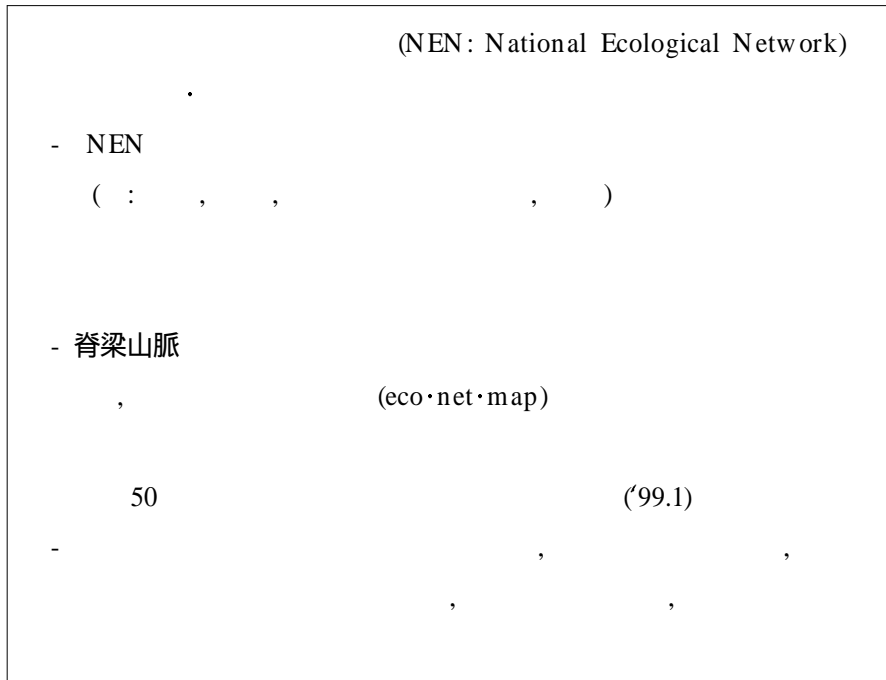 (NEN: National Ecological Network)
·
- NEN
( : , , , )
- 脊梁山脈
, (eco·net·map)
50 ('99.1)
- , ,
, ,